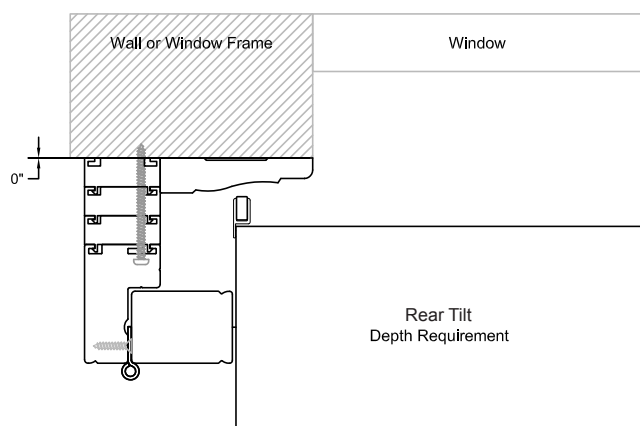 Wall or Window Frame
Window
0"
Rear Tilt
Depth Requirement